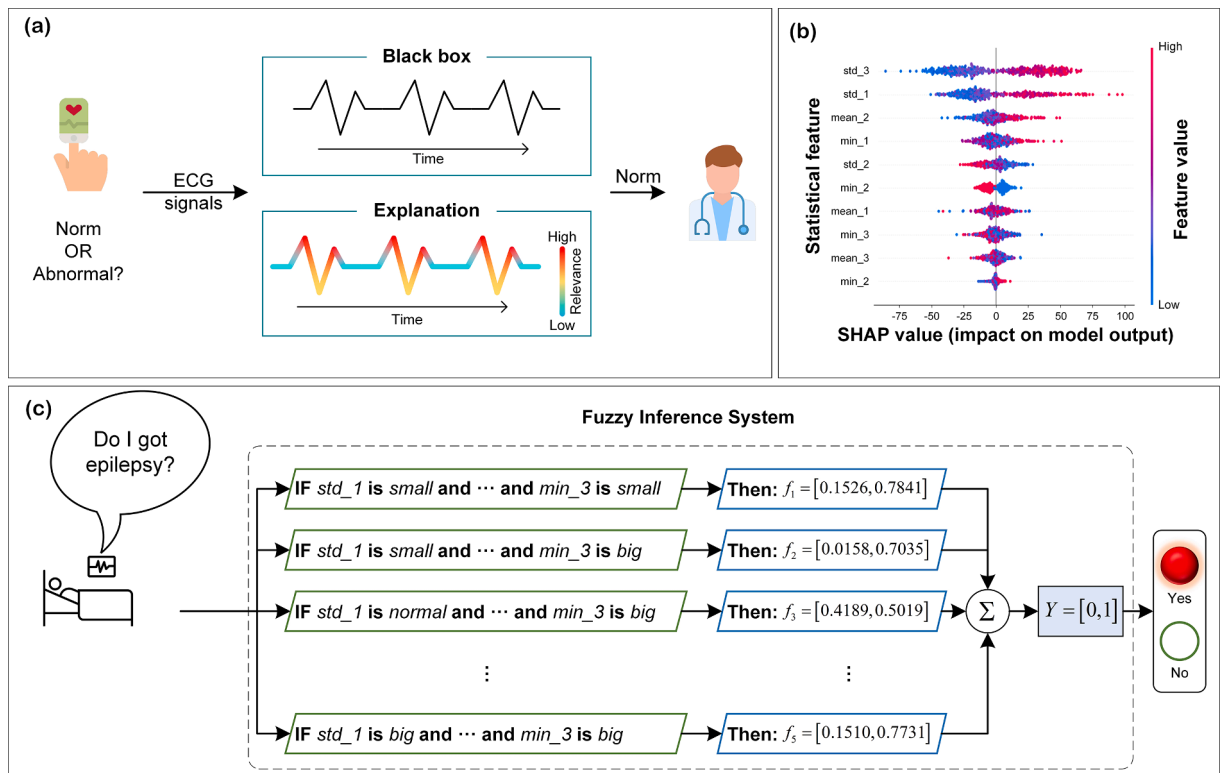 (a)
Black box
Time
ECG
signals
Norm
OR
Abnormal?
Norm
Explanation
High
Relevance
Low
Time
(b)
High
Statistical feature
std_3
std_1
mean_2
min_1
std_2
min_2
mean_1
min_3
mean_3
min_2
Feature value
Low
-75 -50 -25 0 25 50 75 100
SHAP value (impact on model output)
(c)
Do I got
epilepsy?
Fuzzy Inference System
IF std_1 is small and ··· and min_3 is small
Then: f₁ = [0.1526, 0.7841]
IF std_1 is small and ··· and min_3 is big
Then: f₂ = [0.0158, 0.7035]
IF std_1 is normal and ··· and min_3 is big
Then: f₃ = [0.4189, 0.5019]
Σ
Y = [0,1]
Yes
No
⋮ ⋮
IF std_1 is big and ··· and min_3 is big
Then: f₅ = [0.1510, 0.7731]